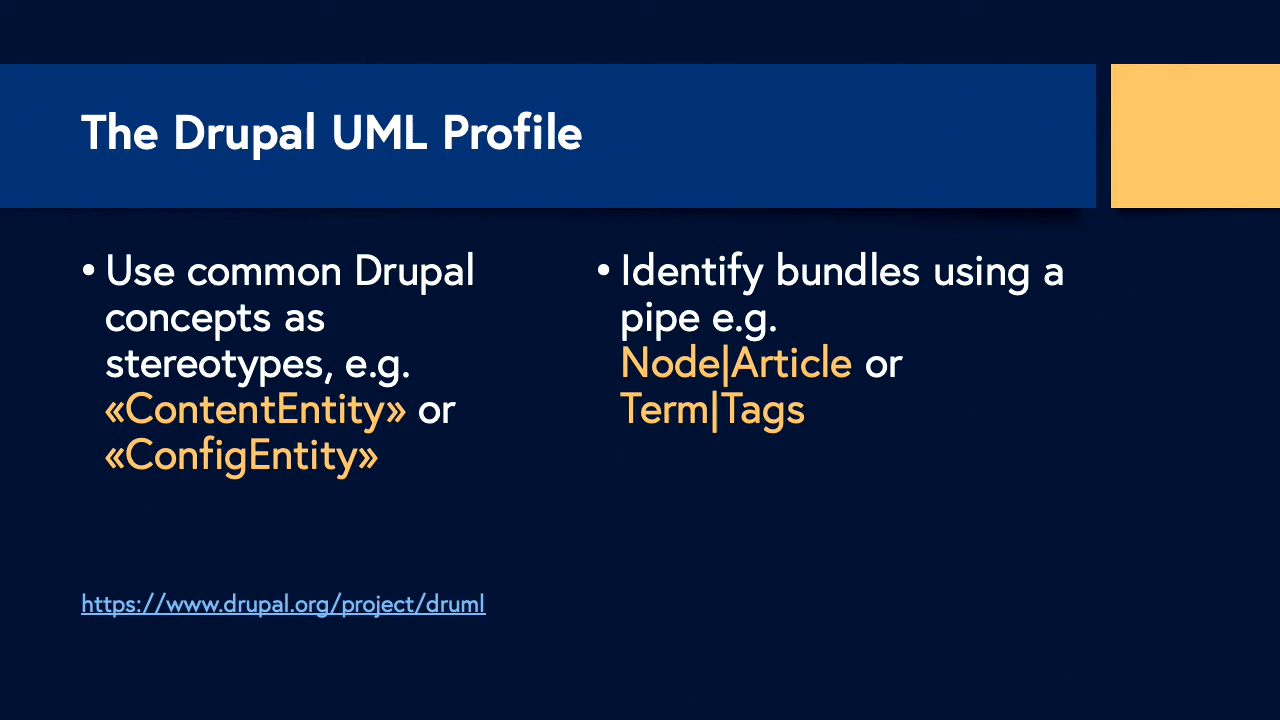 The Drupal UML Profile
• Use common Drupal
concepts as
stereotypes, e.g.
«ContentEntity» or
«ConfigEntity»
• Identify bundles using a
pipe e.g.
Node|Article or
Term|Tags
https://www.drupal.org/project/druml